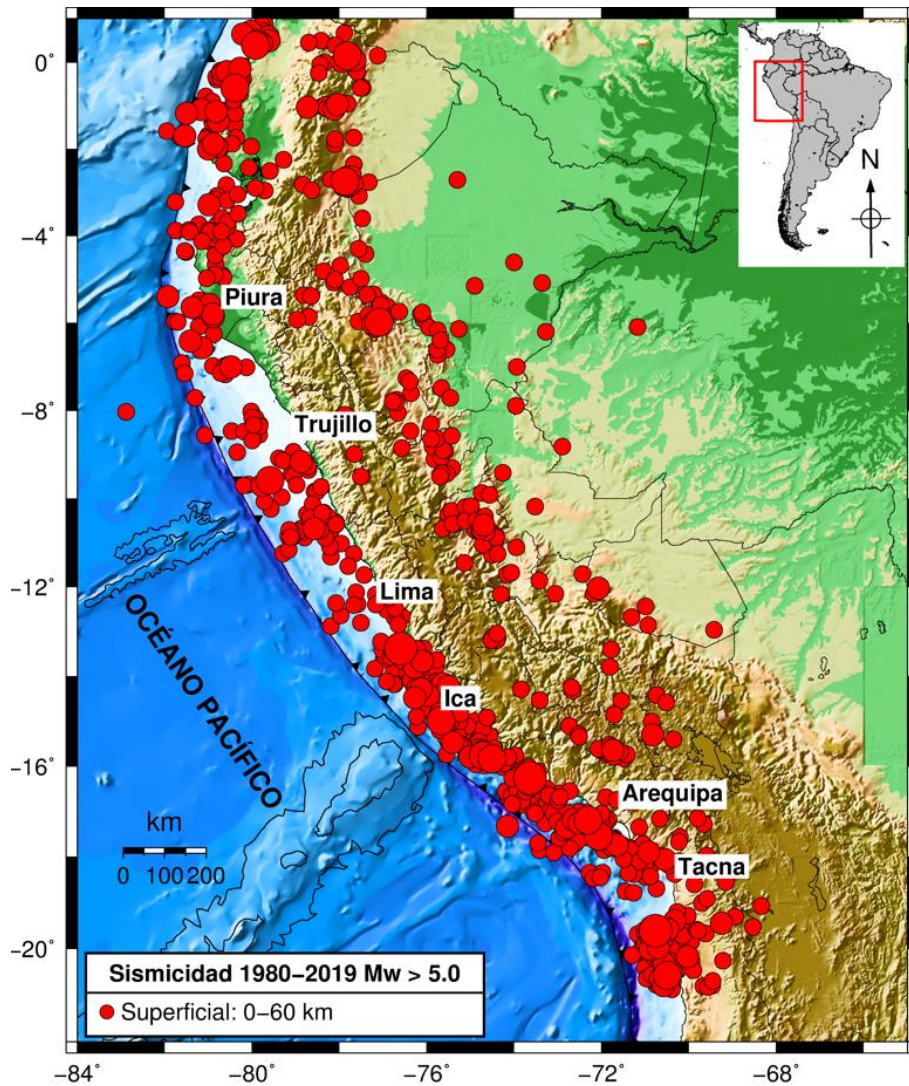 0
−4
−8
−12
−16
−20
−84
−80
−76
−72
−68
N
Piura
Trujillo
Lima
Ica
Arequipa
Tacna
OCÉANO PACÍFICO
km
0 100 200
Sismicidad 1980−2019 Mw > 5.0
Superficial: 0−60 km